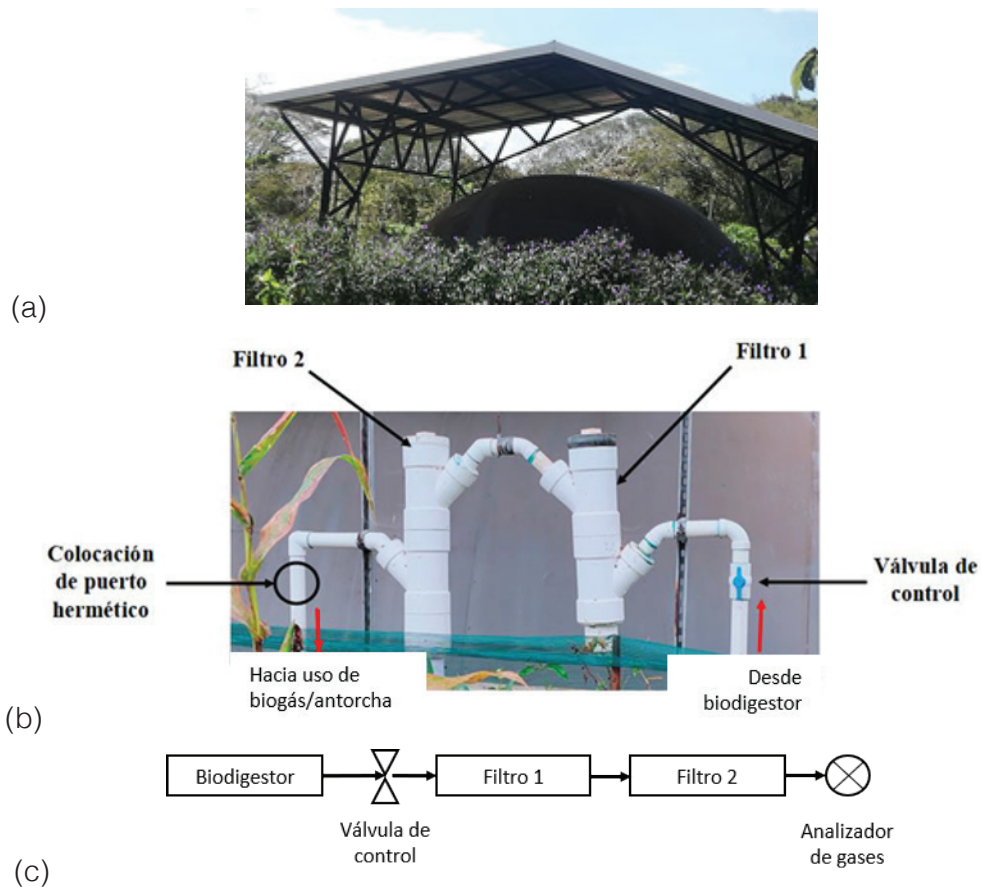 (a)
Filtro 2
Filtro 1
Colocación
de puerto
hermético
Válvula de
control
Hacia uso de
biogás/antorcha
Desde
biodigestor
(b)
Biodigestor
Filtro 1
Filtro 2
Válvula de
control
Analizador
de gases
(c)